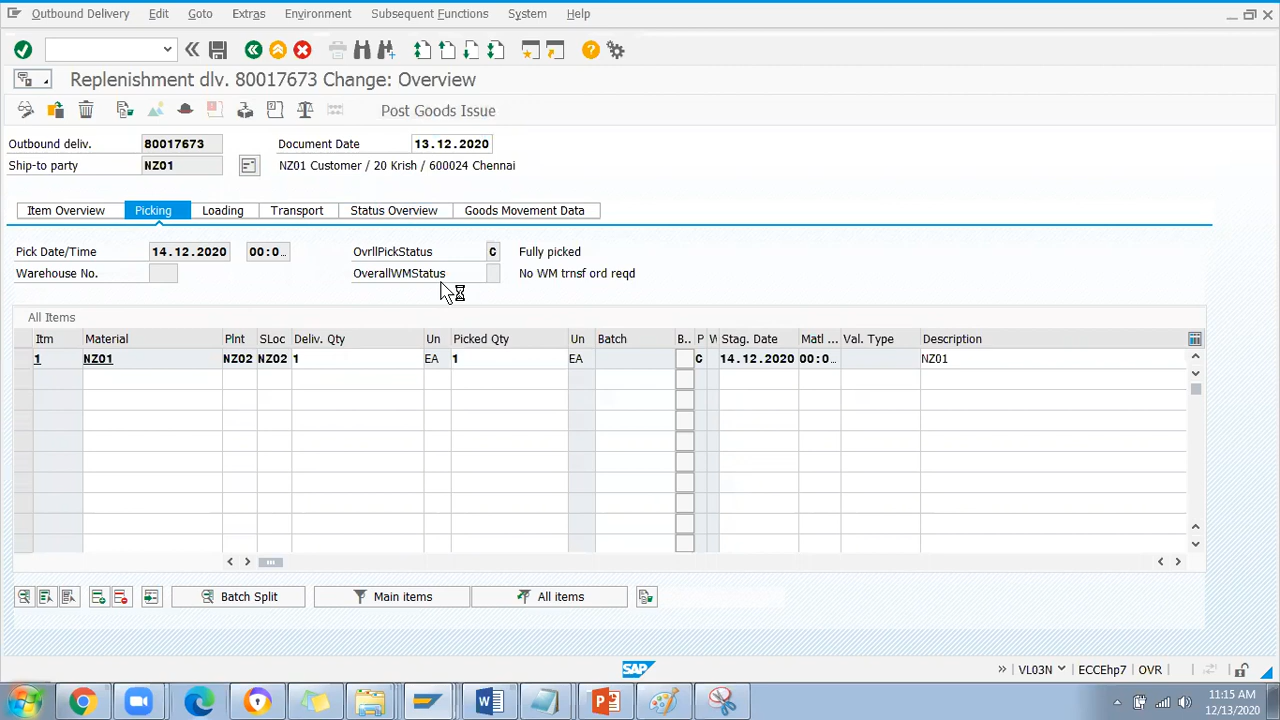 Outbound Delivery Edit Goto Extras Environment Subsequent Functions System Help
Replenishment dlv. 80017673 Change: Overview
Post Goods Issue
Outbound deliv. 80017673 Document Date 13.12.2020
Ship-to party NZ01 NZ01 Customer / 20 Krish / 600024 Chennai
Item Overview Picking Loading Transport Status Overview Goods Movement Data
Pick Date/Time 14.12.2020 00:0... OvrllPickStatus C Fully picked
Warehouse No. OverallWMStatus No WM trnsf ord reqd
All Items
Itm Material Plnt SLoc Deliv. Qty Un Picked Qty Un Batch B.. P W Stag. Date Matl ... Val. Type Description
1 NZ01 NZ02 NZ02 1 EA 1 EA C 14.12.2020 00:0... NZ01
Batch Split Main items All items
SAP » VL03N ECCEhp7 OVR
11:15 AM
12/13/2020